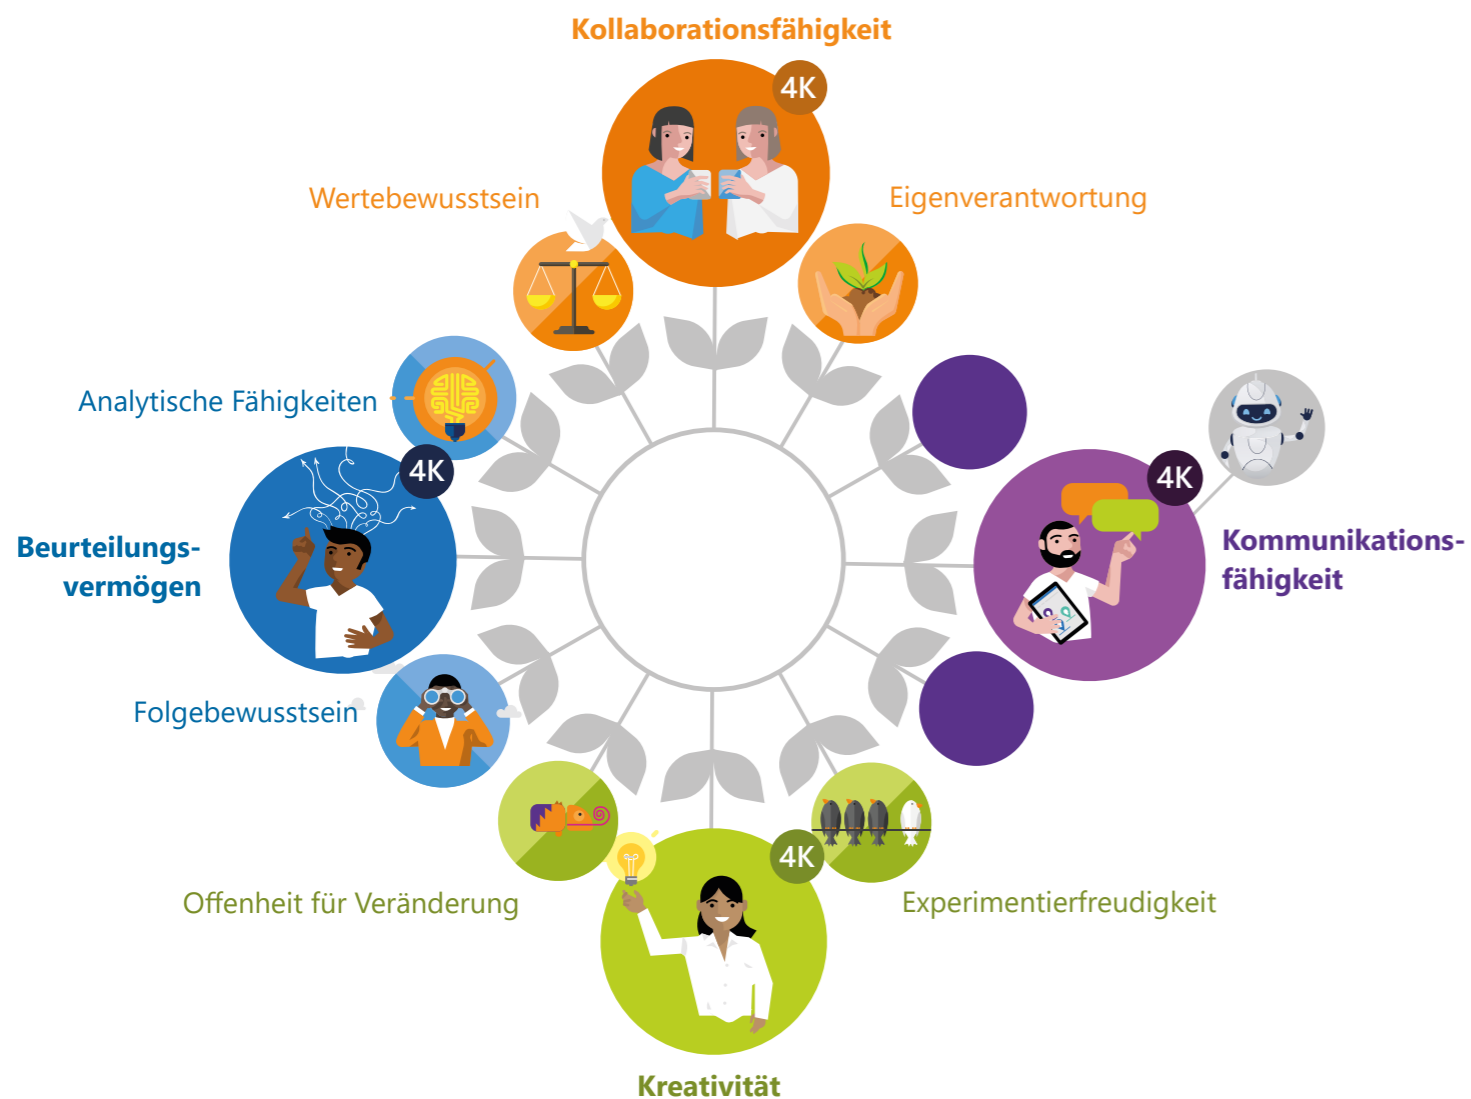 Kollaborationsfähigkeit
4K
Wertebewusstsein
Eigenverantwortung
Analytische Fähigkeiten
4K
4K
Beurteilungs-
vermögen
Kommunikations-
fähigkeit
Folgebewusstsein
4K
Offenheit für Veränderung
Experimentierfreudigkeit
Kreativität